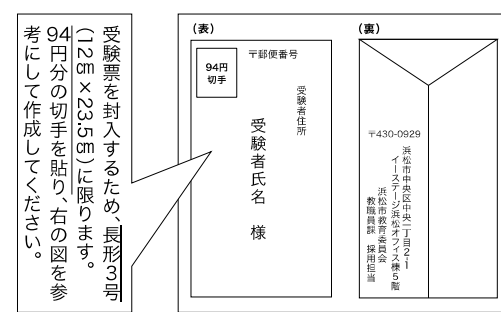 受験票を封入するため、長形3号
(12㎝×23.5㎝)に限ります。
94円分の切手を貼り、右の図を参
考にして作成してください。
(表)
94円
切手
〒郵便番号
受験者住所
受験者氏名 様
(裏)
〒430-0929
浜松市中央区中央一丁目2-1
イーステージ浜松オフィス棟5階
浜松市教育委員会
教職員課 採用担当